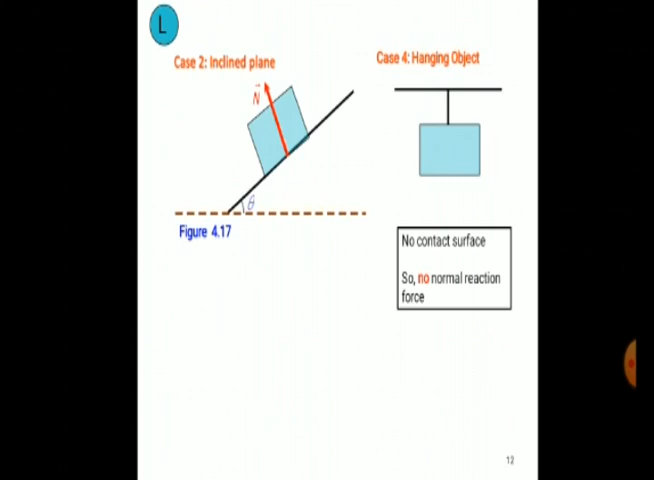 L
Case 2: Inclined plane
N
θ
Figure 4.17
Case 4: Hanging Object
No contact surface
So, no normal reaction
force
12